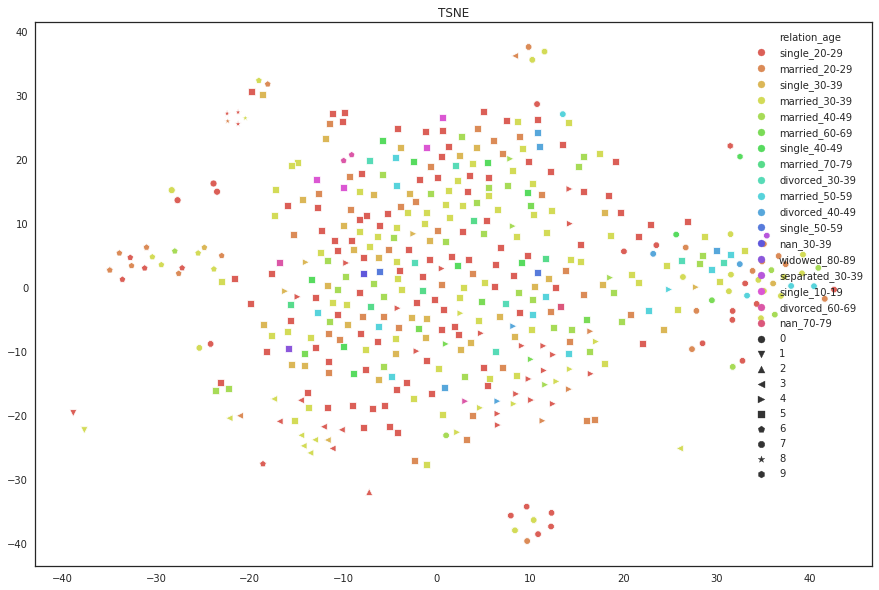 TSNE
40
30
20
10
0
−10
−20
−30
−40
−40
−30
−20
−10
0
10
20
30
40
relation_age
single_20-29
married_20-29
single_30-39
married_30-39
married_40-49
married_60-69
single_40-49
married_70-79
divorced_30-39
married_50-59
divorced_40-49
single_50-59
nan_30-39
widowed_80-89
separated_30-39
single_10-19
divorced_60-69
nan_70-79
0
1
2
3
4
5
6
7
8
9